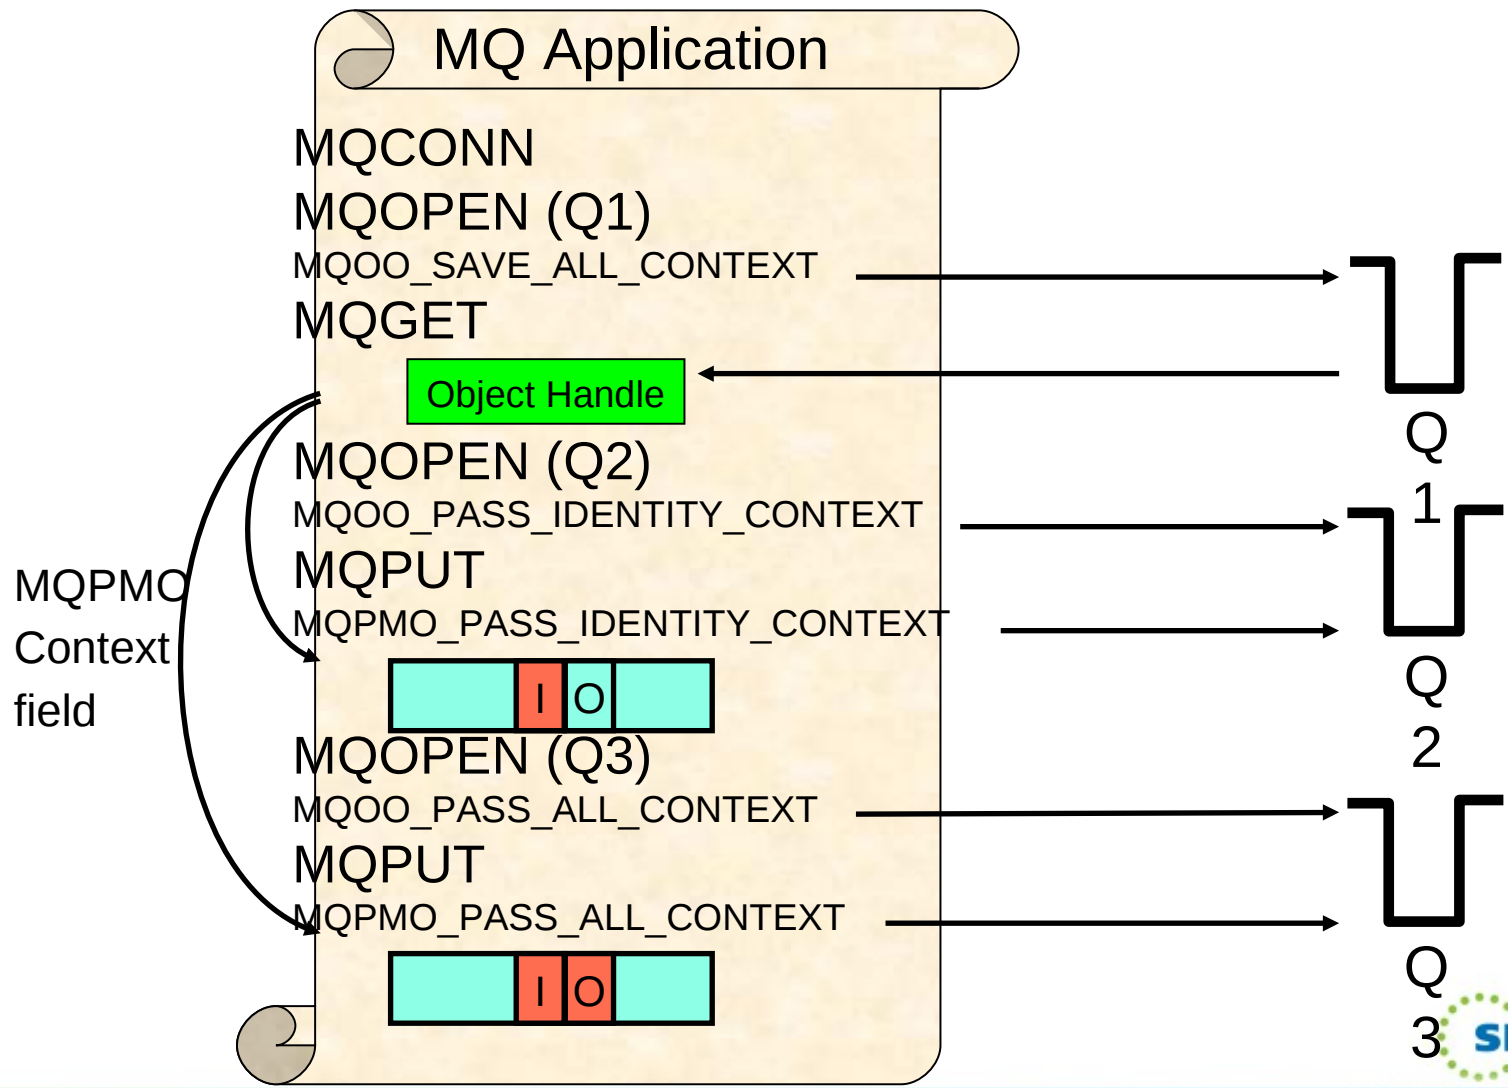 MQ Application
MQCONN
MQOPEN (Q1)
MQOO_SAVE_ALL_CONTEXT
MQGET
Object Handle
MQOPEN (Q2)
MQOO_PASS_IDENTITY_CONTEXT
MQPUT
MQPMO_PASS_IDENTITY_CONTEXT
I O
MQOPEN (Q3)
MQOO_PASS_ALL_CONTEXT
MQPUT
MQPMO_PASS_ALL_CONTEXT
I O
MQPMO
Context
field
Q
1
Q
2
Q
3